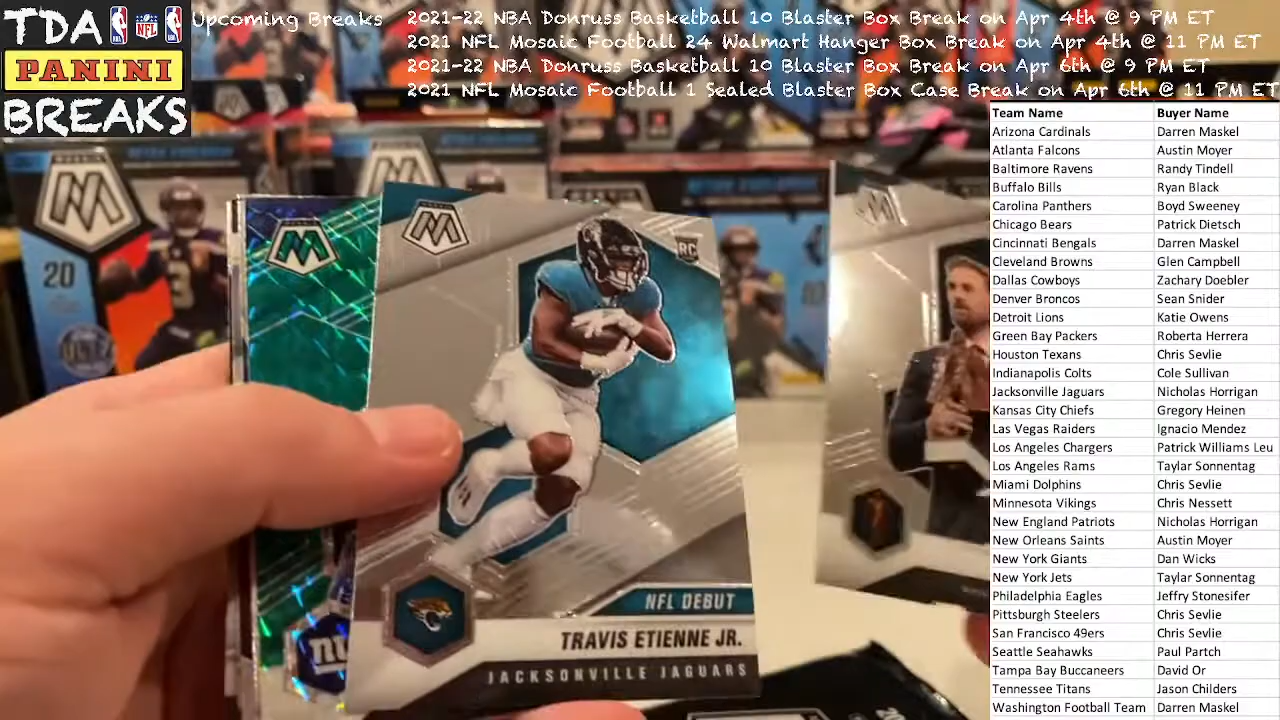 TDA
PANINI
BREAKS
Upcoming Breaks
2021-22 NBA Donruss Basketball 10 Blaster Box Break on Apr 4th @ 9 PM ET
2021 NFL Mosaic Football 24 Walmart Hanger Box Break on Apr 4th @ 11 PM ET
2021-22 NBA Donruss Basketball 10 Blaster Box Break on Apr 6th @ 9 PM ET
2021 NFL Mosaic Football 1 Sealed Blaster Box Case Break on Apr 6th @ 11 PM ET
Team Name Buyer Name
Arizona Cardinals Darren Maskel
Atlanta Falcons Austin Moyer
Baltimore Ravens Randy Tindell
Buffalo Bills Ryan Black
Carolina Panthers Boyd Sweeney
Chicago Bears Patrick Dietsch
Cincinnati Bengals Darren Maskel
Cleveland Browns Glen Campbell
Dallas Cowboys Zachary Doebler
Denver Broncos Sean Snider
Detroit Lions Katie Owens
Green Bay Packers Roberta Herrera
Houston Texans Chris Sevlie
Indianapolis Colts Cole Sullivan
Jacksonville Jaguars Nicholas Horrigan
Kansas City Chiefs Gregory Heinen
Las Vegas Raiders Ignacio Mendez
Los Angeles Chargers Patrick Williams Leu
Los Angeles Rams Taylar Sonnentag
Miami Dolphins Chris Sevlie
Minnesota Vikings Chris Nessett
New England Patriots Nicholas Horrigan
New Orleans Saints Austin Moyer
New York Giants Dan Wicks
New York Jets Taylar Sonnentag
Philadelphia Eagles Jeffry Stonesifer
Pittsburgh Steelers Chris Sevlie
San Francisco 49ers Chris Sevlie
Seattle Seahawks Paul Partch
Tampa Bay Buccaneers David Or
Tennessee Titans Jason Childers
Washington Football Team Darren Maskel
20
M
RC
NFL DEBUT
TRAVIS ETIENNE JR.
JACKSONVILLE JAGUARS